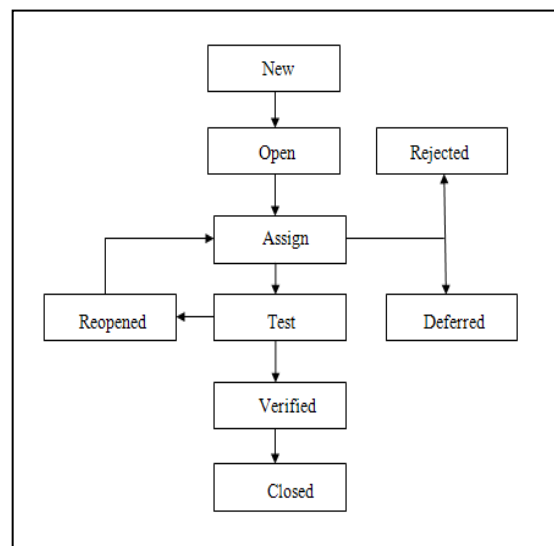 New
Open
Rejected
Assign
Reopened
Test
Deferred
Verified
Closed